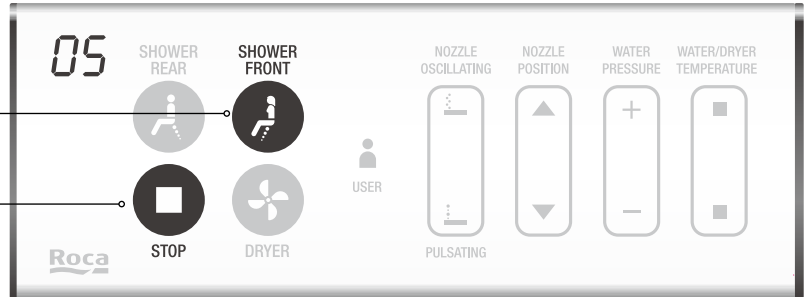 05
SHOWER
REAR
SHOWER
FRONT
NOZZLE
OSCILLATING
NOZZLE
POSITION
WATER
PRESSURE
WATER/DRYER
TEMPERATURE
USER
STOP
DRYER
PULSATING
Roca